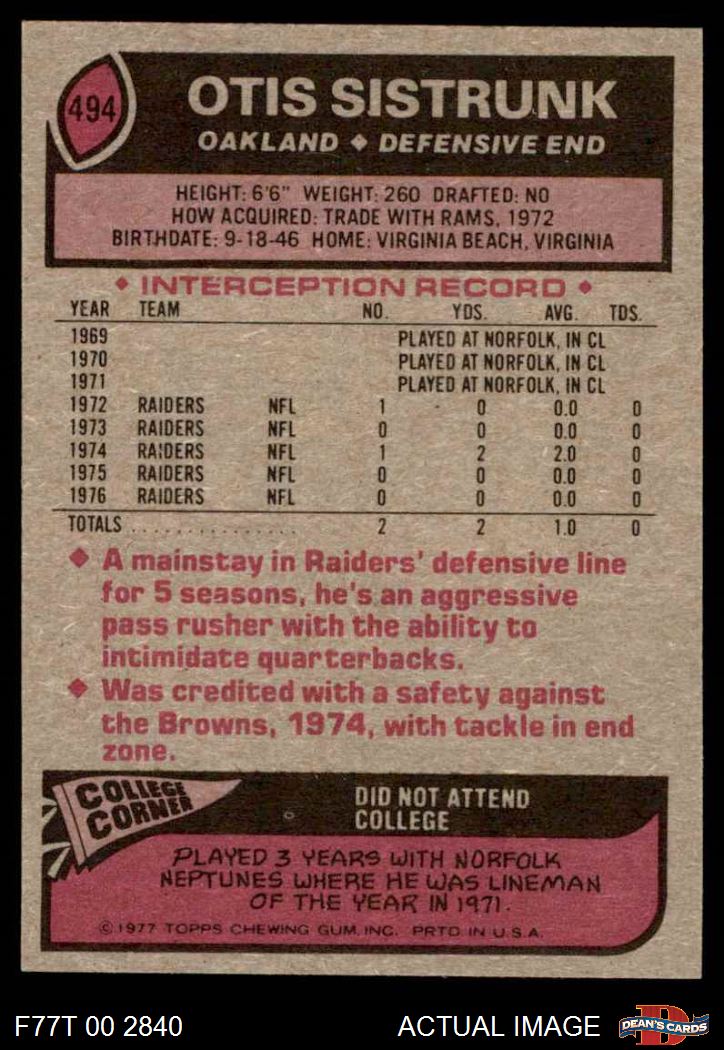 494
OTIS SISTRUNK
OAKLAND ◆ DEFENSIVE END
HEIGHT: 6'6" WEIGHT: 260 DRAFTED: NO
HOW ACQUIRED: TRADE WITH RAMS, 1972
BIRTHDATE: 9-18-46 HOME: VIRGINIA BEACH, VIRGINIA
◆ INTERCEPTION RECORD ◆
YEAR TEAM NO. YDS. AVG. TDS.
1969 PLAYED AT NORFOLK, IN CL
1970 PLAYED AT NORFOLK, IN CL
1971 PLAYED AT NORFOLK, IN CL
1972 RAIDERS NFL 1 0 0.0 0
1973 RAIDERS NFL 0 0 0.0 0
1974 RAIDERS NFL 1 2 2.0 0
1975 RAIDERS NFL 0 0 0.0 0
1976 RAIDERS NFL 0 0 0.0 0
TOTALS ................ 2 2 1.0 0
◆ A mainstay in Raiders' defensive line
for 5 seasons, he's an aggressive
pass rusher with the ability to
intimidate quarterbacks.
◆ Was credited with a safety against
the Browns, 1974, with tackle in end
zone.
COLLEGE
CORNER
DID NOT ATTEND
COLLEGE
PLAYED 3 YEARS WITH NORFOLK
NEPTUNES WHERE HE WAS LINEMAN
OF THE YEAR IN 1971.
© 1977 TOPPS CHEWING GUM, INC. PRTD IN U.S.A.
F77T 00 2840
ACTUAL IMAGE
D
DEAN'S CARDS